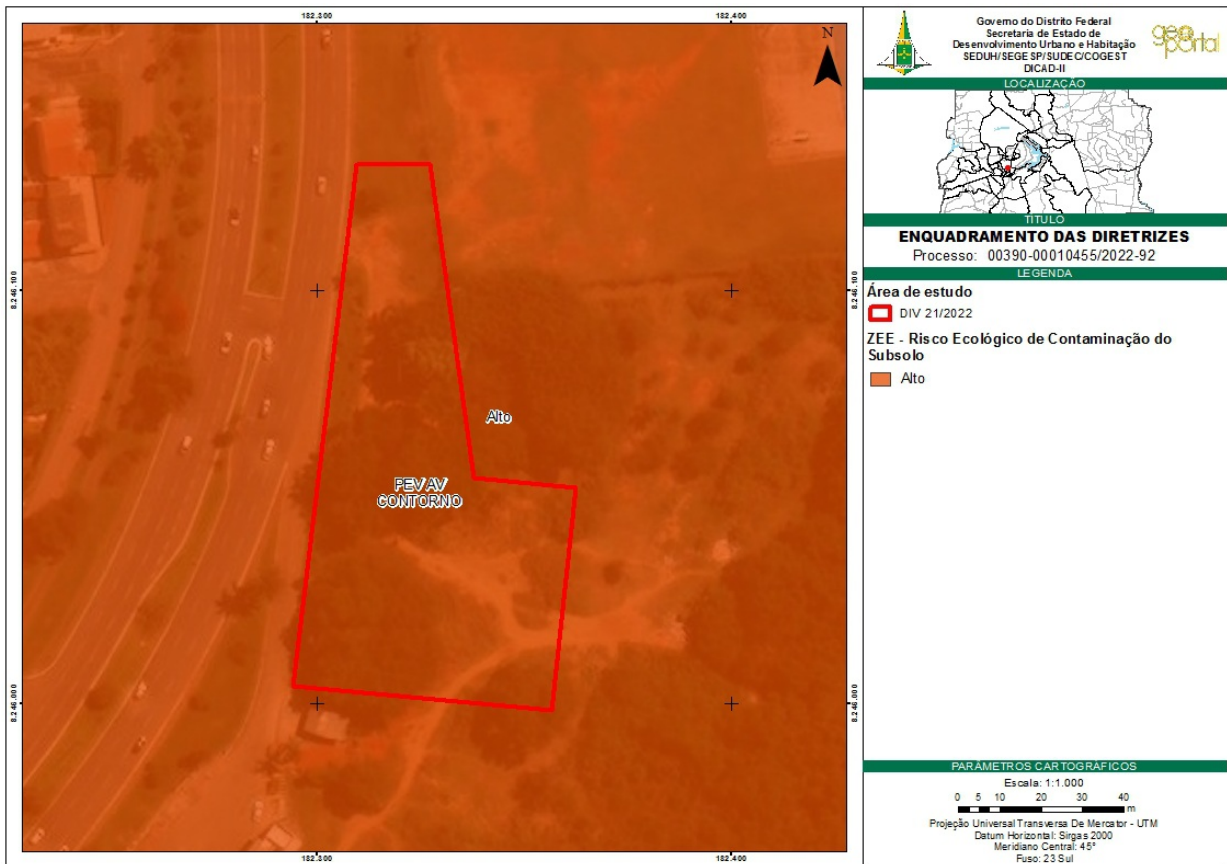 182.300
182.400
N
8.246.100
8.246.100
Alto
PEV AV
CONTORNO
8.246.000
8.246.000
182.300
182.400
Governo do Distrito Federal
Secretaria de Estado de
Desenvolvimento Urbano e Habitação
SEDUH/SEGESP/SUDEC/COGEST
DICAD-II
geo
portal
LOCALIZAÇÃO
TÍTULO
ENQUADRAMENTO DAS DIRETRIZES
Processo: 00390-00010455/2022-92
LEGENDA
Área de estudo
DIV 21/2022
ZEE - Risco Ecológico de Contaminação do
Subsolo
Alto
PARÂMETROS CARTOGRÁFICOS
Escala: 1:1.000
0 5 10 20 30 40
m
Projeção Universal Transversa De Mercator - UTM
Datum Horizontal: Sirgas 2000
Meridiano Central: 45°
Fuso: 23 Sul